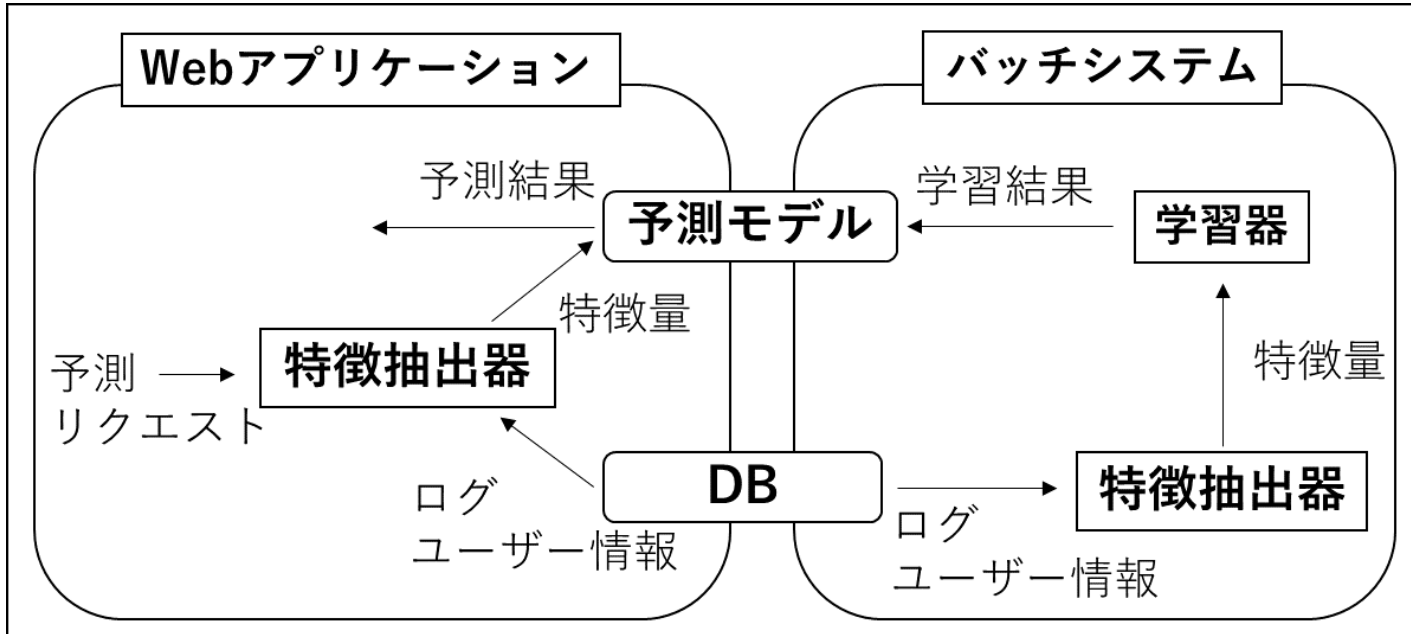 Webアプリケーション
バッチシステム
予測結果
予測モデル
学習結果
学習器
特徴量
特徴抽出器
予測
リクエスト
特徴量
DB
特徴抽出器
ログ
ユーザー情報
ログ
ユーザー情報